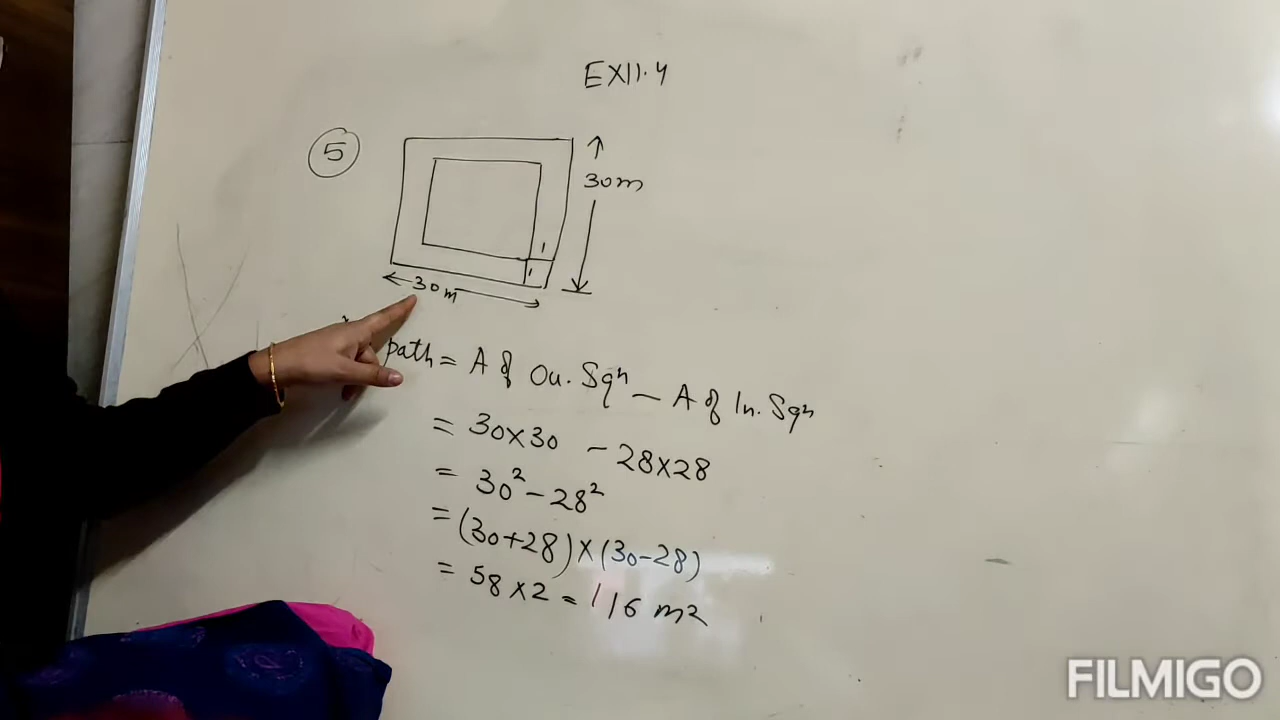 EX11.4
5
30m
1
1
30m
path = A of Ou. Sqr — A of In. Sqr
= 30×30 - 28×28
= 30² - 28²
= (30+28)×(30-28)
= 58×2 = 116 m²
FILMIGO